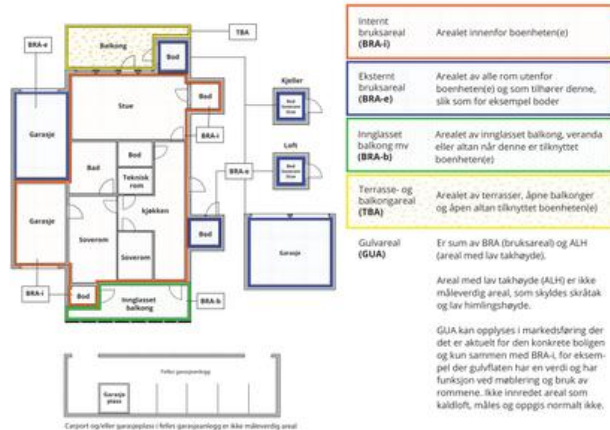 TBA
BRA-e
Balkong
Bod
Stue
Bod
Kjeller
Garasje
BRA-i
Loft
Bod
Bad
Teknisk
rom
BRA-e
kjøkken
Garasje
Soverom
Soverom
Bod
Garasje
BRA-i
Bod
Innglasset
balkong
BRA-b
Felles garasjeanlegg
Garasje
plass
Carport og/eller garasjeplass i felles garasjeanlegg er ikke måleverdig areal
Internt
bruksareal
(BRA-i)
Arealet innenfor boenheten(e)
Eksternt
bruksareal
(BRA-e)
Arealet av alle rom utenfor
boenheten(e) og som tilhører denne,
slik som for eksempel boder
Innglasset
balkong mv
(BRA-b)
Arealet av innglasset balkong, veranda
eller altan når denne er tilknyttet
boenheten(e)
Terrasse- og
balkongareal
(TBA)
Arealet av terrasser, åpne balkonger
og åpen altan tilknyttet boenheten(e)
Gulvareal
(GUA)
Er sum av BRA (bruksareal) og ALH
(areal med lav takhøyde).
Areal med lav takhøyde (ALH) er ikke
måleverdig areal, som skyldes skråtak
og lav himlingshøyde.
GUA kan opplyses i markedsføring der
det er aktuelt for den konkrete boligen
og kun sammen med BRA-i, for eksem-
pel der gulvflaten har en verdi og har
funksjon ved møblering og bruk av
rommene. Ikke innredet areal som
kaldloft, måles og oppgis normalt ikke.